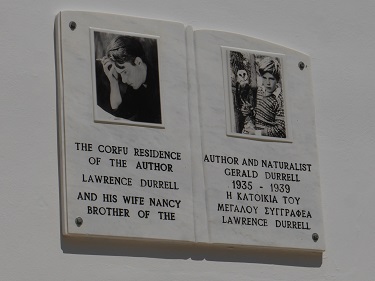 THE CORFU RESIDENCE
OF THE AUTHOR
LAWRENCE DURRELL
AND HIS WIFE NANCY
BROTHER OF THE
AUTHOR AND NATURALIST
GERALD DURRELL
1935 - 1939
Η ΚΑΤΟΙΚΙΑ ΤΟΥ
ΜΕΓΑΛΟΥ ΣΥΓΓΡΑΦΕΑ
LAWRENCE DURRELL